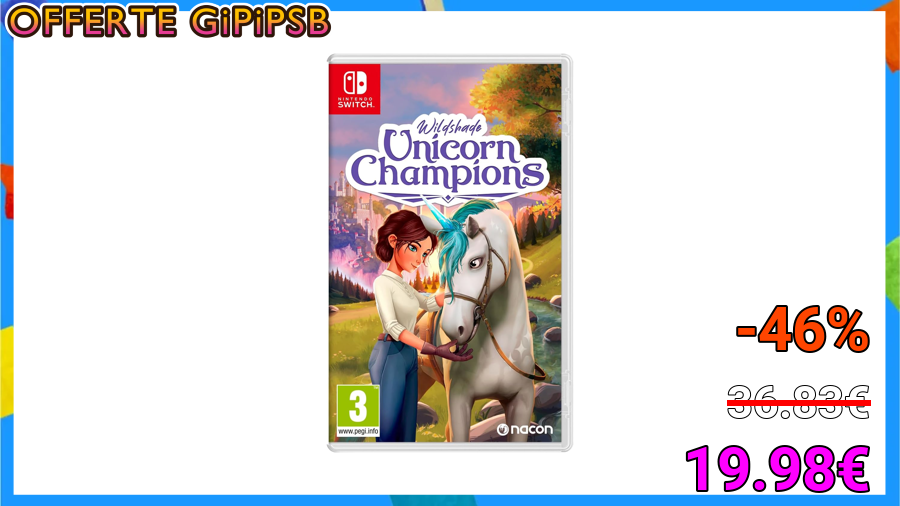 OFFERTE GiPiPSB
NINTENDO
SWITCH.
Wildshade
Unicorn
Champions
-46%
36.83€
19.98€
3
www.pegi.info
nacon